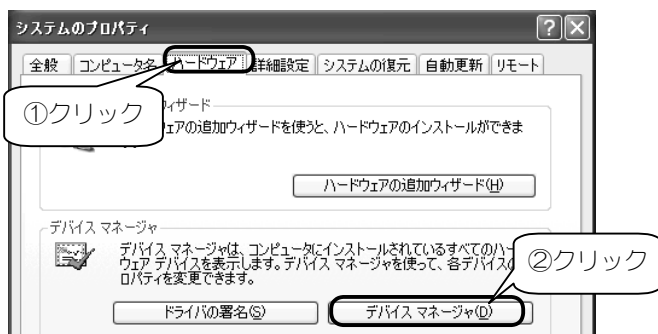 システムのプロパティ
全般 コンピュータ名 ハードウェア 詳細設定 システムの復元 自動更新 リモート
①クリック
ウィザード
ェアの追加ウィザードを使うと、ハードウェアのインストールができま
ハードウェアの追加ウィザード(H)
デバイス マネージャ
デバイス マネージャは、コンピュータにインストールされているすべてのハー
ウェア デバイスを表示します。デバイス マネージャを使って、各デバイスの
ロパティを変更できます。
②クリック
ドライバの署名(S) デバイス マネージャ(D)